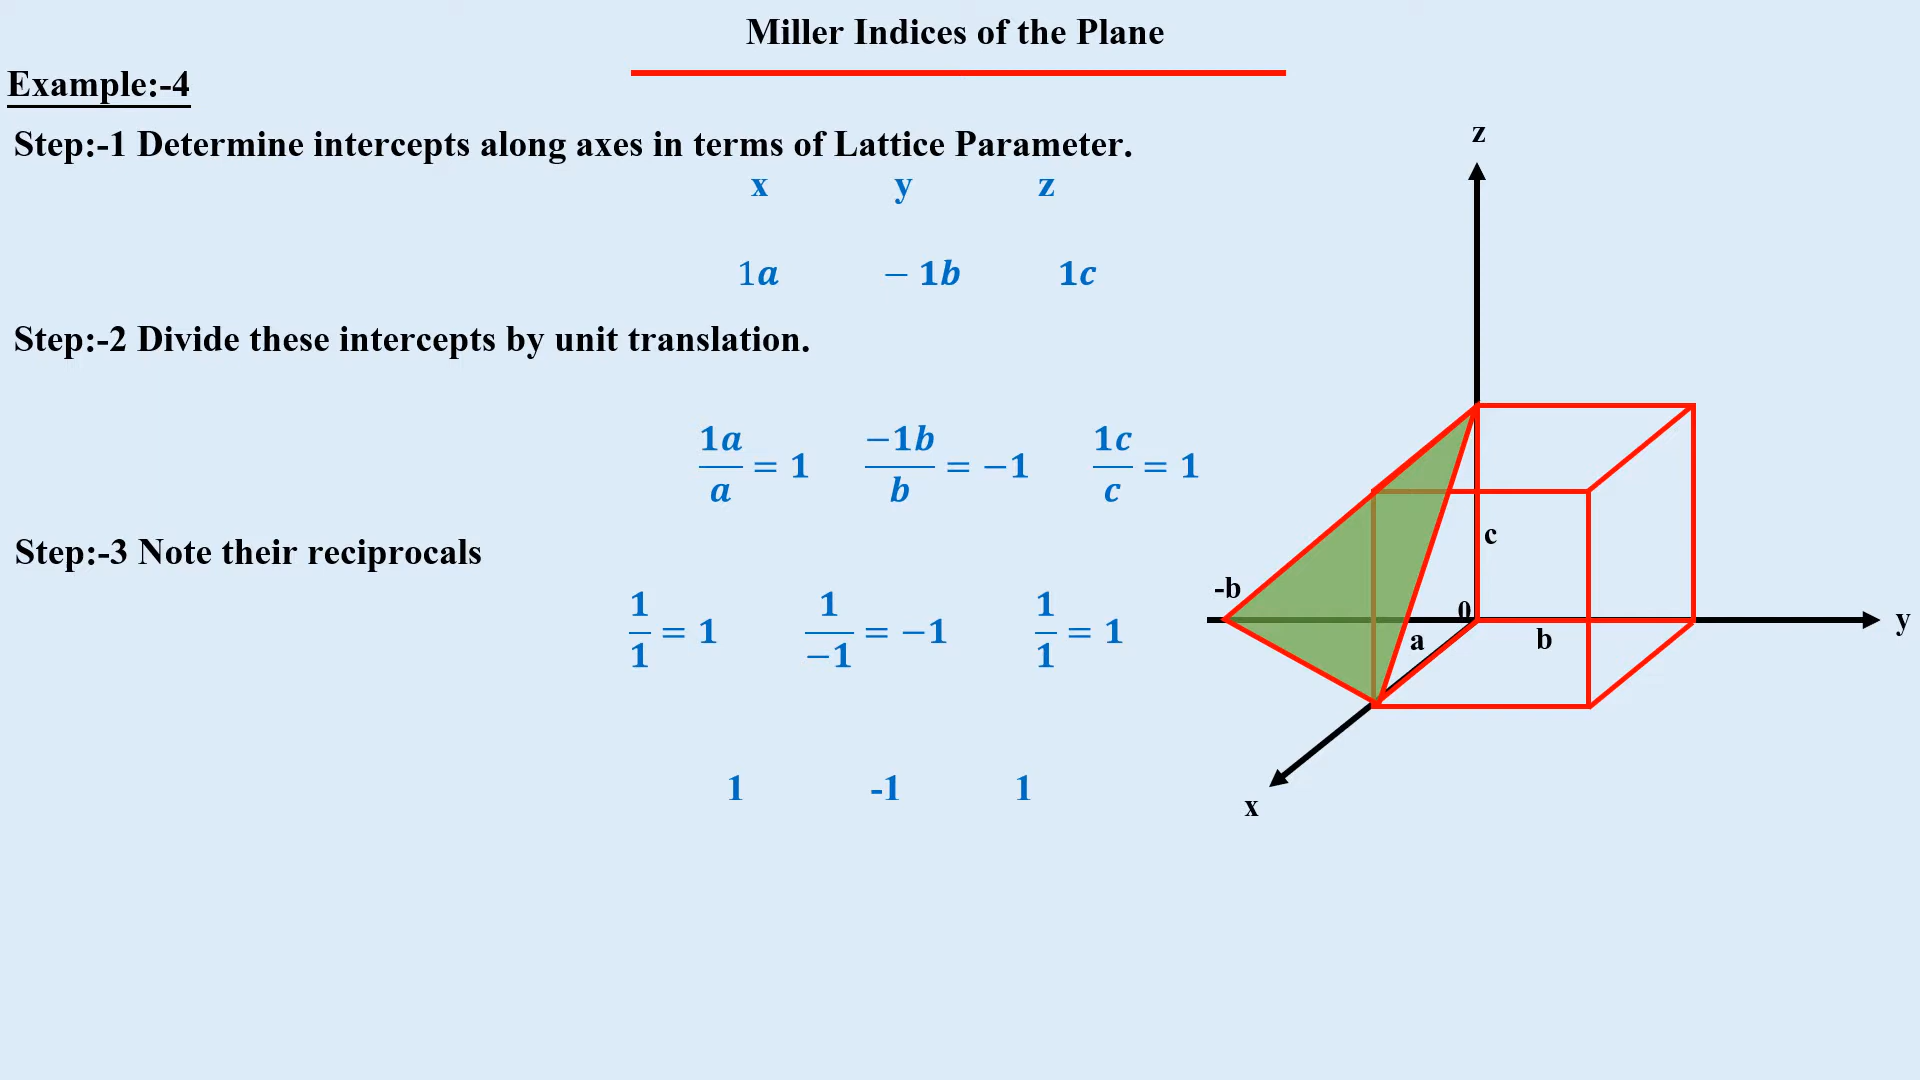 Miller Indices of the Plane
Example:-4
Step:-1 Determine intercepts along axes in terms of Lattice Parameter.
x y z
1a −1b 1c
Step:-2 Divide these intercepts by unit translation.
1a/a = 1 −1b/b = −1 1c/c = 1
Step:-3 Note their reciprocals
1/1 = 1 1/−1 = −1 1/1 = 1
1 -1 1
z
c
-b
0
y
a
b
x